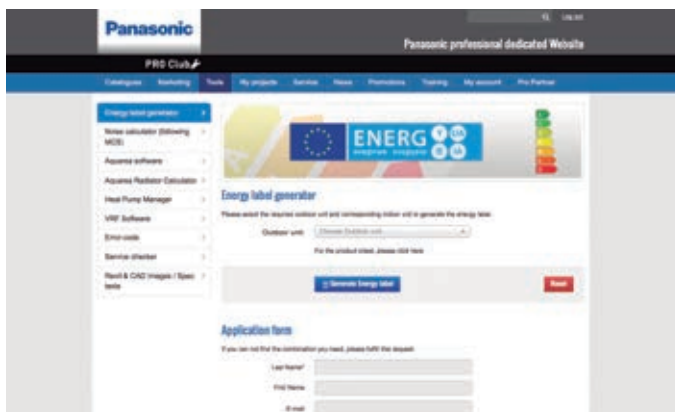 Log out
Panasonic
Panasonic professional dedicated Website
PRO Club
Catalogues Marketing Tools My projects Service News Promotions Training My account Pro Partner
Energy label generator
Noise calculator (following
MCS)
Aquarea software
Aquarea Radiator Calculator
Heat Pump Manager
VRF Software
Error code
Service checker
Revit & CAD images / Spec
texts
ENERG
Energy label generator
Please select the required outdoor unit and corresponding indoor unit to generate the energy label.
Outdoor unit: Choose Outdoor unit
For the product sheet, please click here
Generate Energy label
Reset
Application form
If you can not find the combination you need, please fulfil this request.
Last Name*
First Name
E-mail